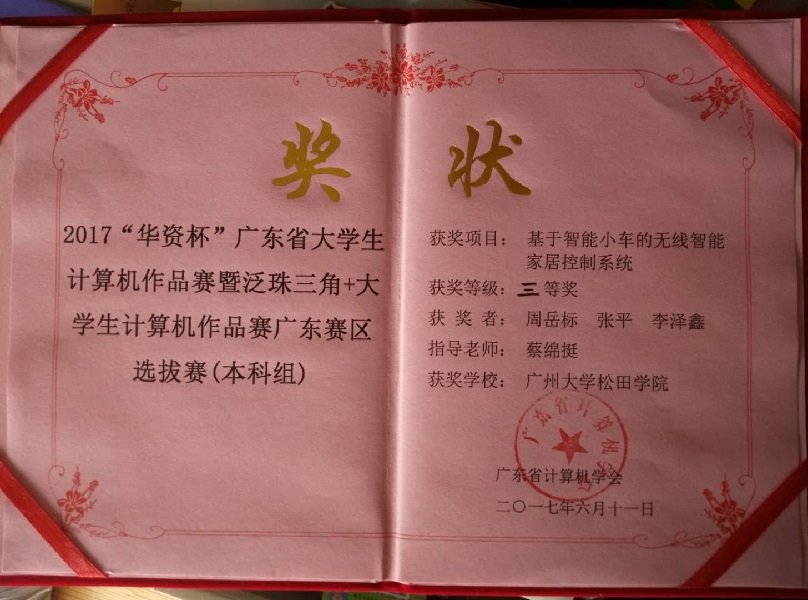 奖状
2017“华资杯”广东省大学生
计算机作品赛暨泛珠三角+大
学生计算机作品赛广东赛区
选拔赛(本科组)
获奖项目： 基于智能小车的无线智能
家居控制系统
获奖等级：三等奖
获 奖 者： 周岳标 张平 李泽鑫
指导老师： 蔡绵挺
获奖学校： 广州大学松田学院
广东省计算机学会
广东省计算机学会
二〇一七年六月十一日